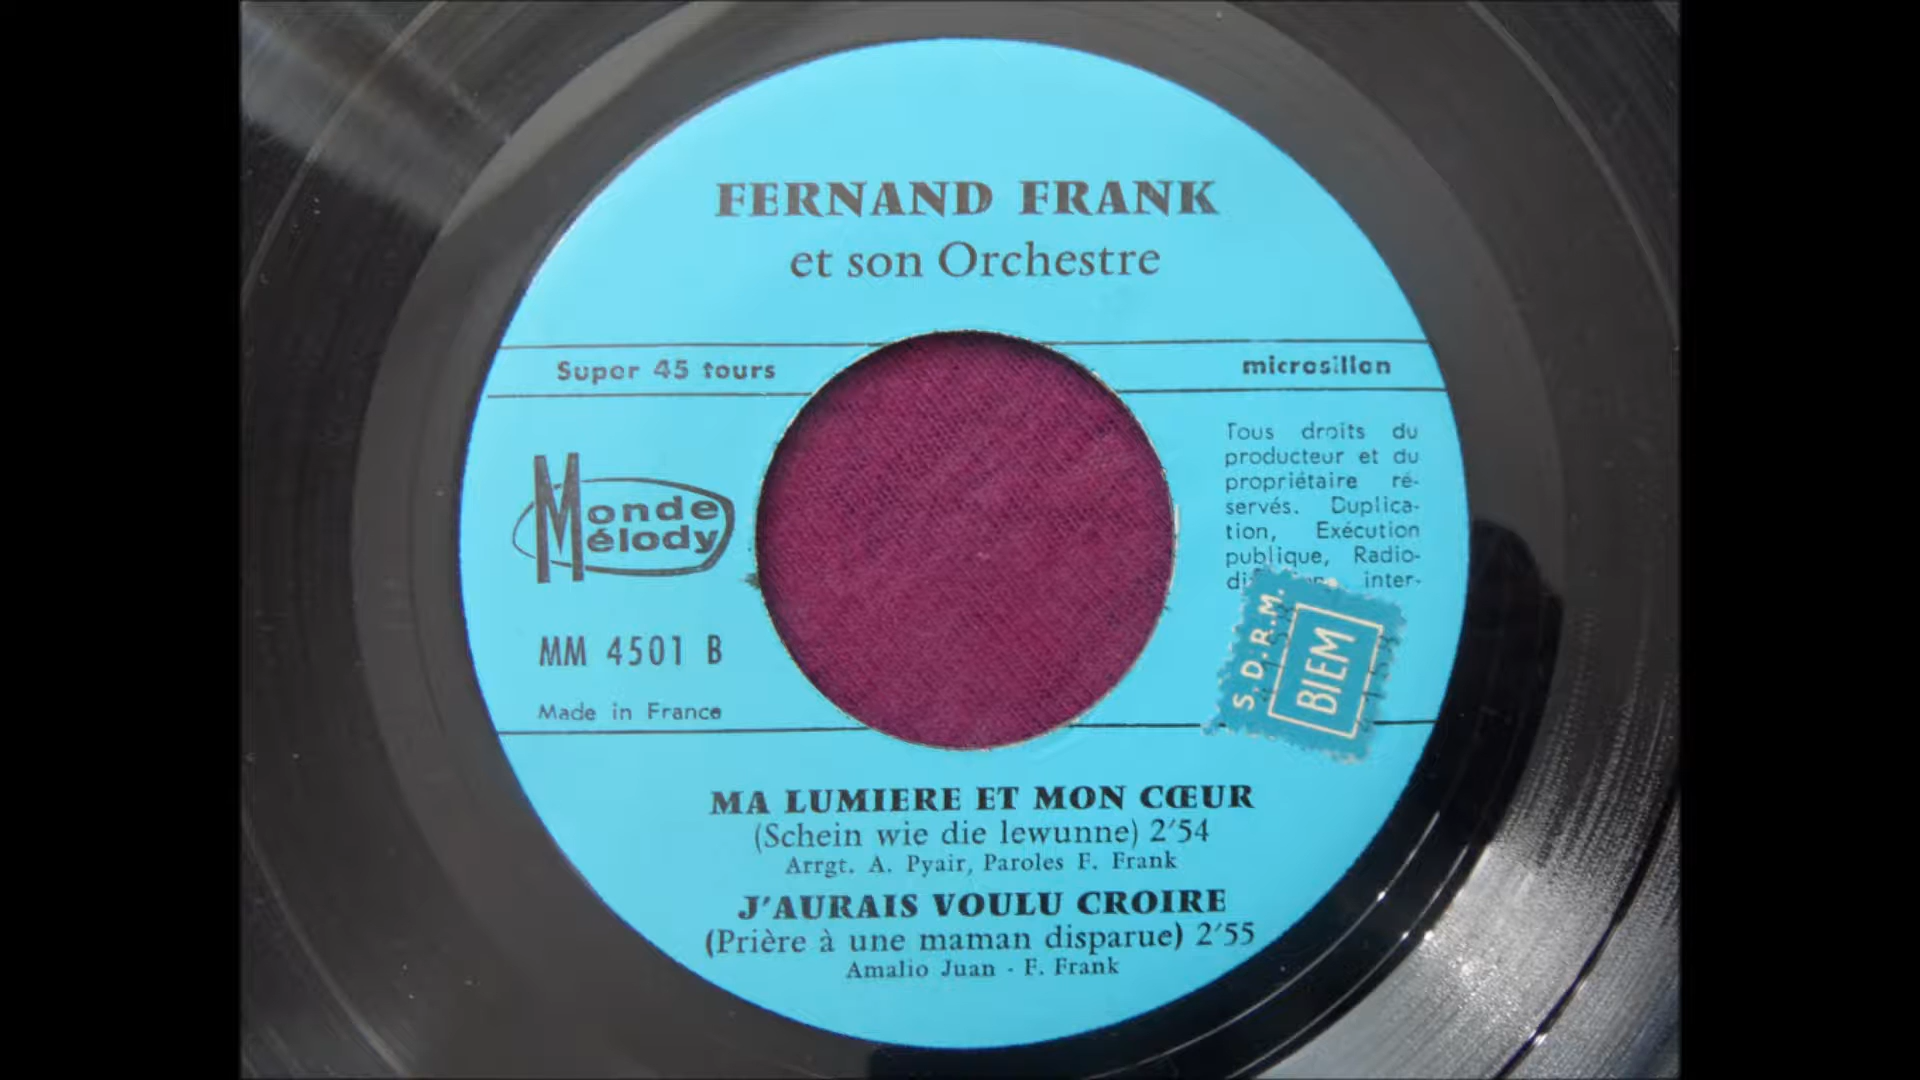 FERNAND FRANK
et son Orchestre
Super 45 tours
microsillon
Monde
Mélody
MM 4501 B
Made in France
Tous droits du
producteur et du
propriétaire ré-
servés. Duplica-
tion, Exécution
publique, Radio-
inter-
S.D.R.M.
BIEM
MA LUMIERE ET MON CŒUR
(Schein wie die lewunne) 2'54
Arrgt. A. Pyair, Paroles F. Frank
J'AURAIS VOULU CROIRE
(Prière à une maman disparue) 2'55
Amalio Juan - F. Frank